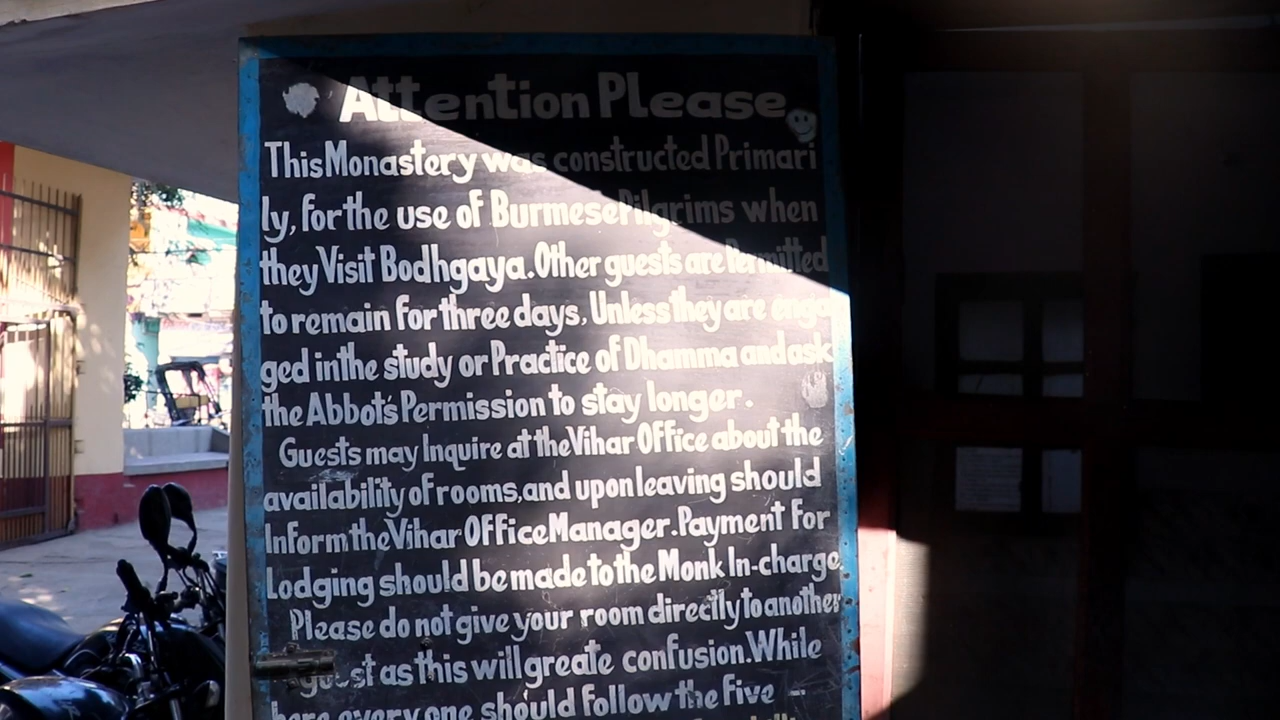 Attention Please
This Monastery was constructed Primari
ly, for the use of Burmese Pilgrims when
they Visit Bodhgaya. Other guests are Permitted
to remain for three days, Unless they are enga
ged in the study or Practice of Dhamma and ask
the Abbot's Permission to stay longer.
Guests may Inquire at the Vihar Office about the
availability of rooms, and upon leaving should
Inform the Vihar Office Manager. Payment For
Lodging should be made to the Monk In-charge.
Please do not give your room directly to another
guest as this will greate confusion. While
here every one should follow the five -